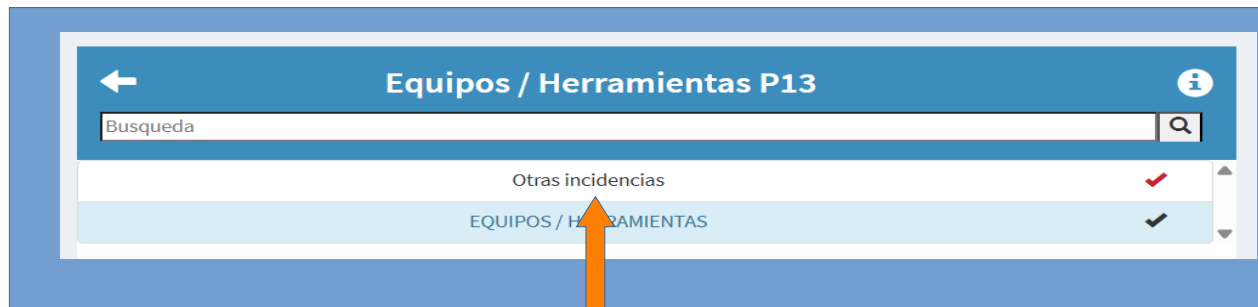 Equipos / Herramientas P13
Busqueda
Otras incidencias
EQUIPOS / HERRAMIENTAS